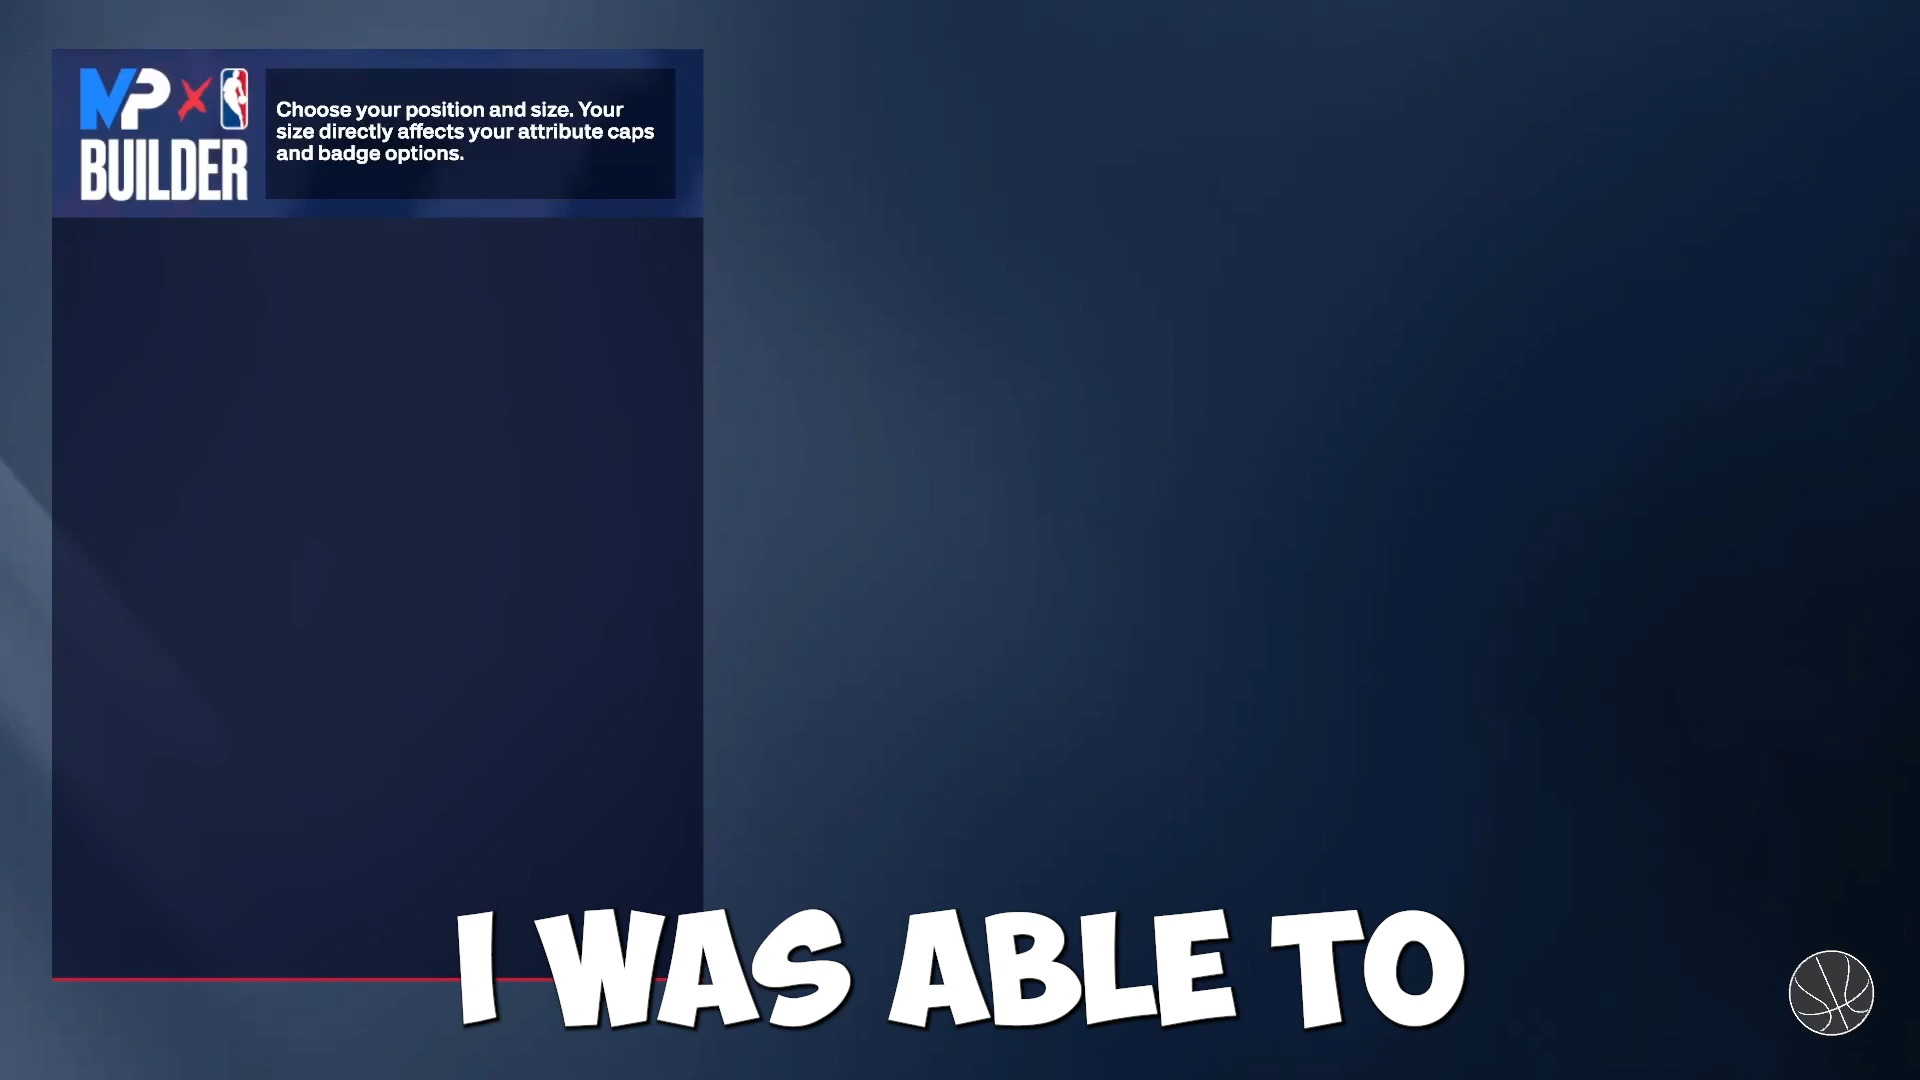 MP X
BUILDER
Choose your position and size. Your
size directly affects your attribute caps
and badge options.
I WAS ABLE TO